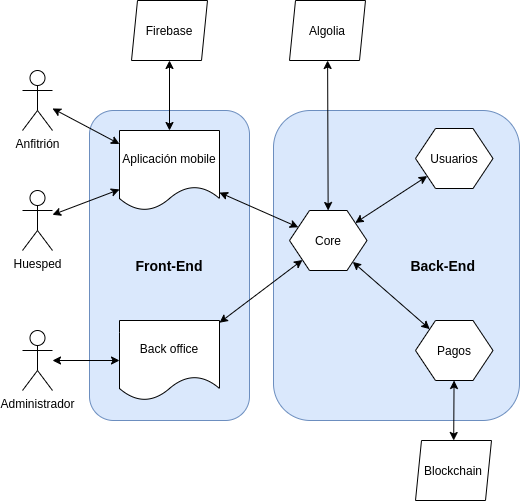 Firebase
Algolia
Anfitrión
Aplicación mobile
Usuarios
Huesped
Front-End
Core
Back-End
Administrador
Back office
Pagos
Blockchain